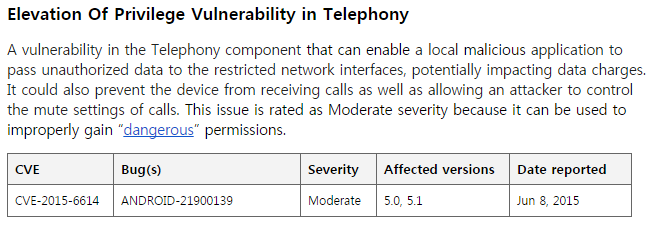 Elevation Of Privilege Vulnerability in Telephony
A vulnerability in the Telephony component that can enable a local malicious application to
pass unauthorized data to the restricted network interfaces, potentially impacting data charges.
It could also prevent the device from receiving calls as well as allowing an attacker to control
the mute settings of calls. This issue is rated as Moderate severity because it can be used to
improperly gain “dangerous” permissions.
CVE Bug(s) Severity Affected versions Date reported
CVE-2015-6614 ANDROID-21900139 Moderate 5.0, 5.1 Jun 8, 2015